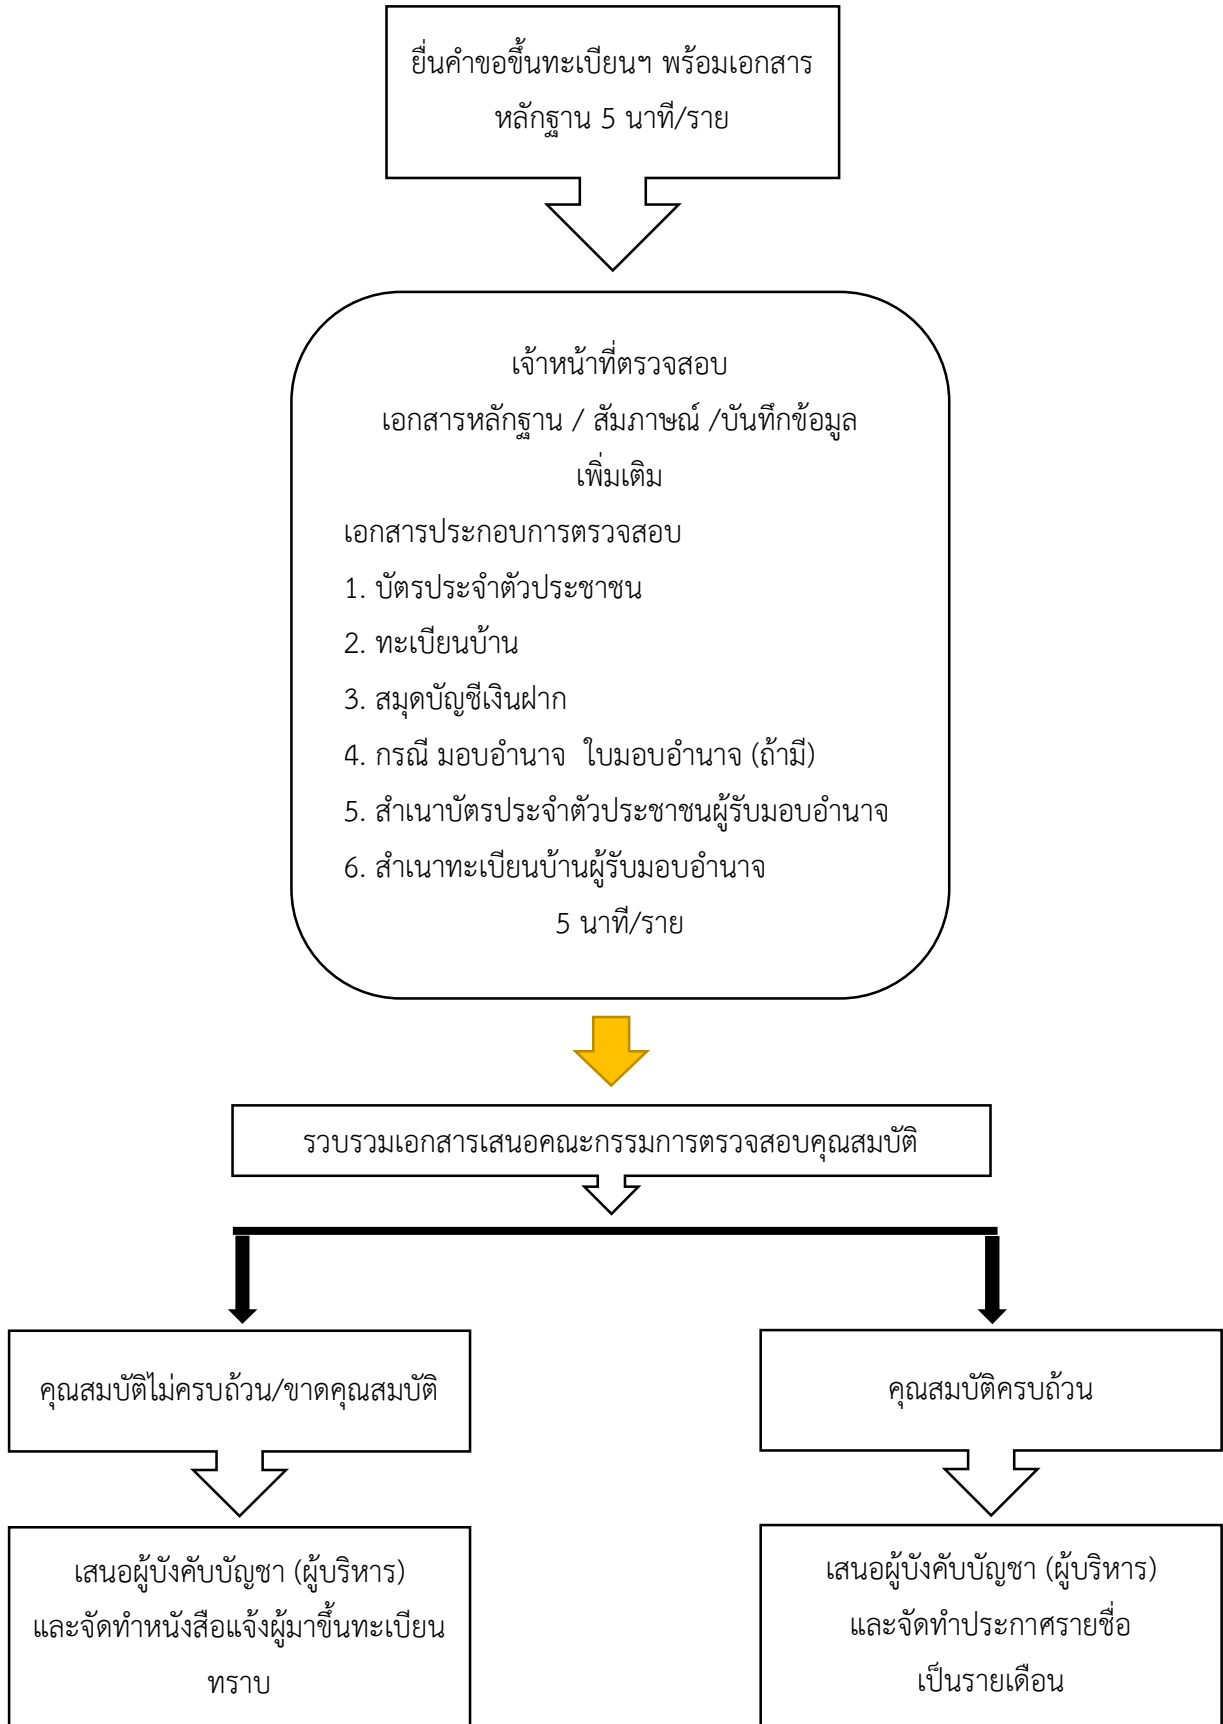 ยื่นคำขอขึ้นทะเบียนฯ พร้อมเอกสาร
หลักฐาน 5 นาที/ราย
เจ้าหน้าที่ตรวจสอบ
เอกสารหลักฐาน / สัมภาษณ์ /บันทึกข้อมูล
เพิ่มเติม
เอกสารประกอบการตรวจสอบ
1. บัตรประจำตัวประชาชน
2. ทะเบียนบ้าน
3. สมุดบัญชีเงินฝาก
4. กรณี มอบอำนาจ  ใบมอบอำนาจ (ถ้ามี)
5. สำเนาบัตรประจำตัวประชาชนผู้รับมอบอำนาจ
6. สำเนาทะเบียนบ้านผู้รับมอบอำนาจ
5 นาที/ราย
รวบรวมเอกสารเสนอคณะกรรมการตรวจสอบคุณสมบัติ
คุณสมบัติไม่ครบถ้วน/ขาดคุณสมบัติ
คุณสมบัติครบถ้วน
เสนอผู้บังคับบัญชา (ผู้บริหาร)
และจัดทำหนังสือแจ้งผู้มาขึ้นทะเบียน
ทราบ
เสนอผู้บังคับบัญชา (ผู้บริหาร)
และจัดทำประกาศรายชื่อ
เป็นรายเดือน